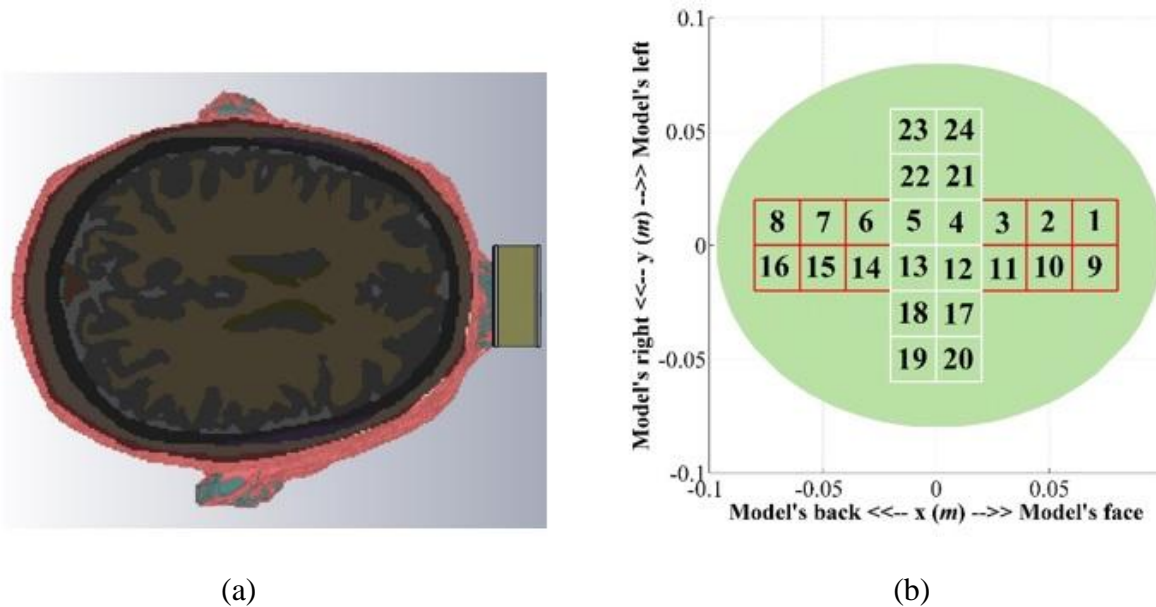 0.1
0.05
0
-0.05
-0.1
Model's right <<-- y (m) -->> Model's left
23 24
22 21
8 7 6 5 4 3 2 1
16 15 14 13 12 11 10 9
18 17
19 20
-0.1 -0.05 0 0.05
Model's back <<-- x (m) -->> Model's face
(a) (b)